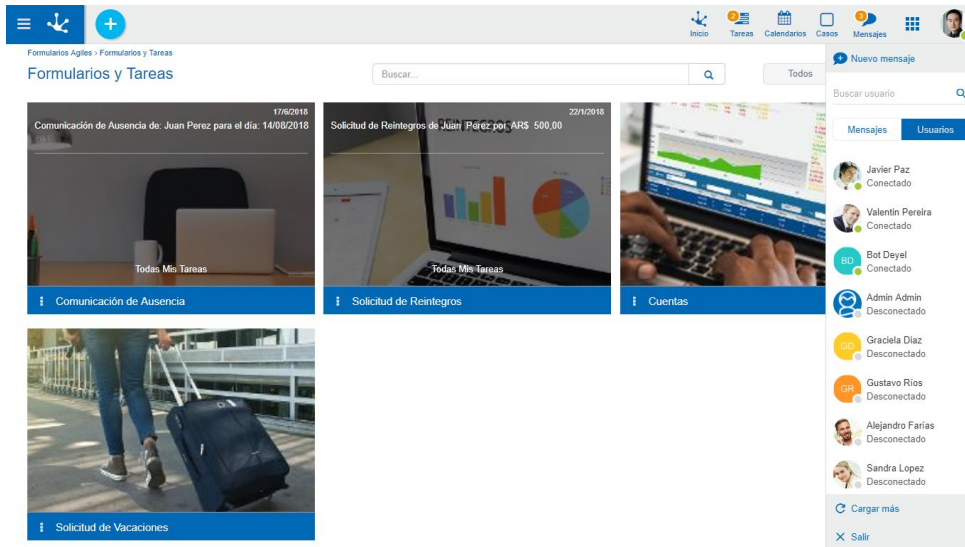 Inicio
2
Tareas
Calendarios
Casos
3
Mensajes
Formularios Agiles › Formularios y Tareas
Formularios y Tareas
Buscar...
Todos
17/6/2018
Comunicación de Ausencia de: Juan Perez para el día: 14/08/2018
Todas Mis Tareas
Comunicación de Ausencia
22/1/2018
Solicitud de Reintegros de Juan Perez por AR$ 500,00
Todas Mis Tareas
Solicitud de Reintegros
Cuentas
Solicitud de Vacaciones
Nuevo mensaje
Buscar usuario
Mensajes
Usuarios
Javier Paz
Conectado
Valentin Pereira
Conectado
BD
Bot Deyel
Conectado
Admin Admin
Desconectado
GD
Graciela Diaz
Desconectado
GR
Gustavo Ríos
Desconectado
Alejandro Farías
Desconectado
Sandra Lopez
Desconectado
Cargar más
Salir